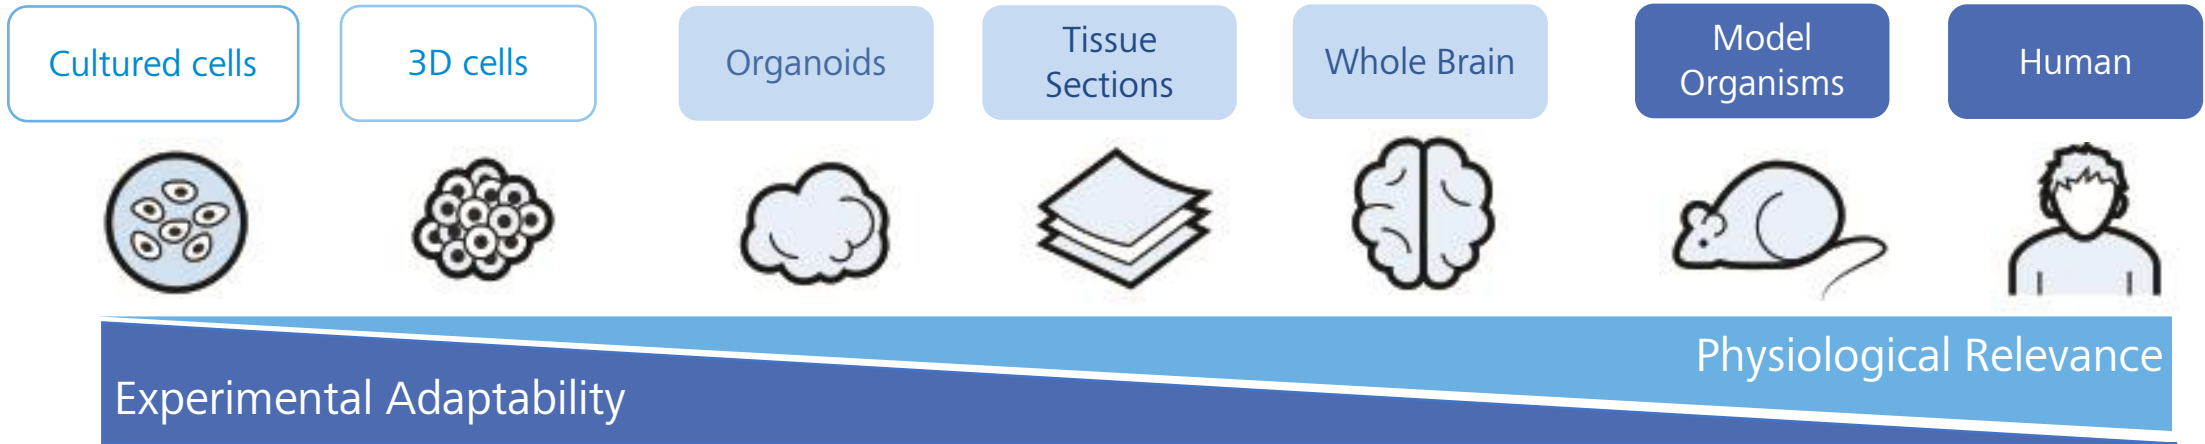 Cultured cells
3D cells
Organoids
Tissue
Sections
Whole Brain
Model
Organisms
Human
Physiological Relevance
Experimental Adaptability